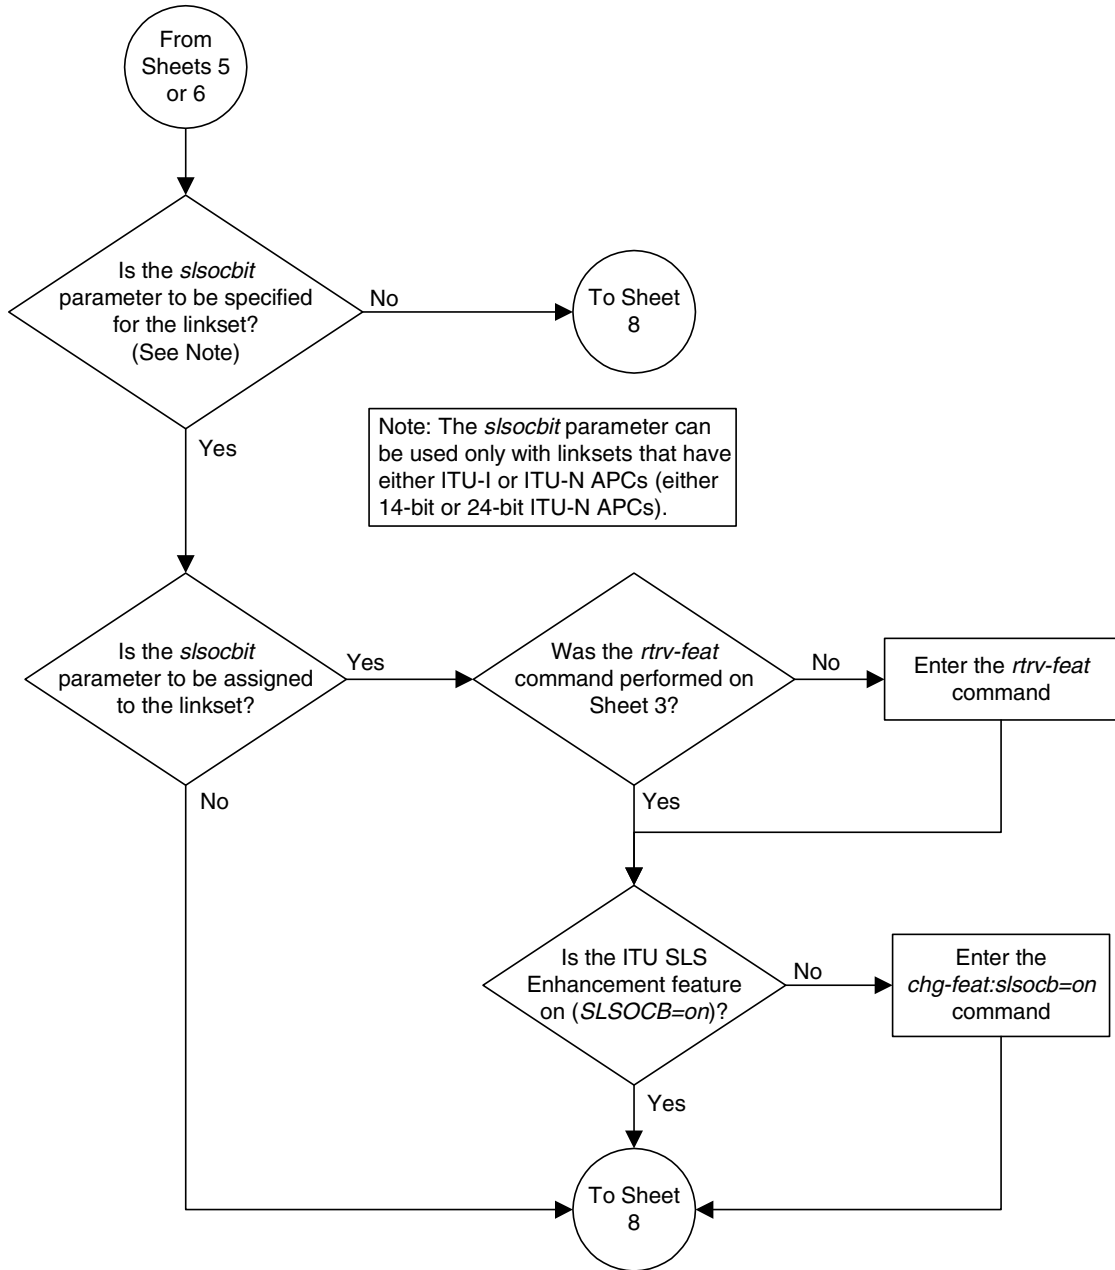 From
Sheets 5
or 6
Is the slsocbit
parameter to be specified
for the linkset?
(See Note)
No
To Sheet
8
Yes
Note: The slsocbit parameter can
be used only with linksets that have
either ITU-I or ITU-N APCs (either
14-bit or 24-bit ITU-N APCs).
Is the slsocbit
parameter to be assigned
to the linkset?
Yes
Was the rtrv-feat
command performed on
Sheet 3?
No
Enter the rtrv-feat
command
No
Yes
Is the ITU SLS
Enhancement feature
on (SLSOCB=on)?
No
Enter the
chg-feat:slsocb=on
command
Yes
To Sheet
8